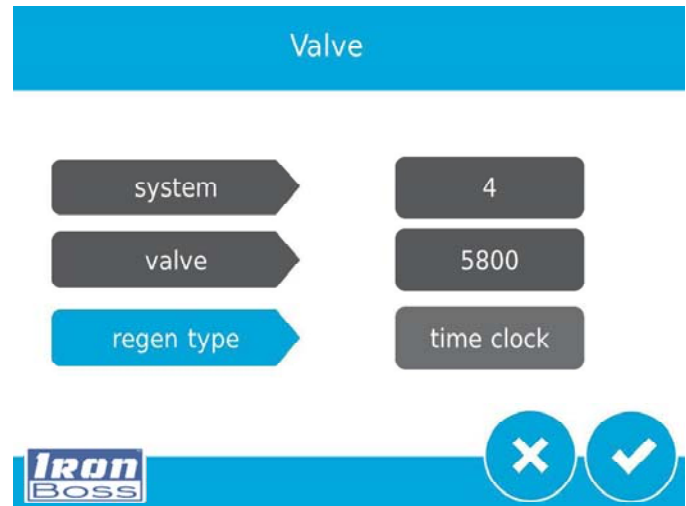 Valve
system
4
valve
5800
regen type
time clock
IRON
BOSS